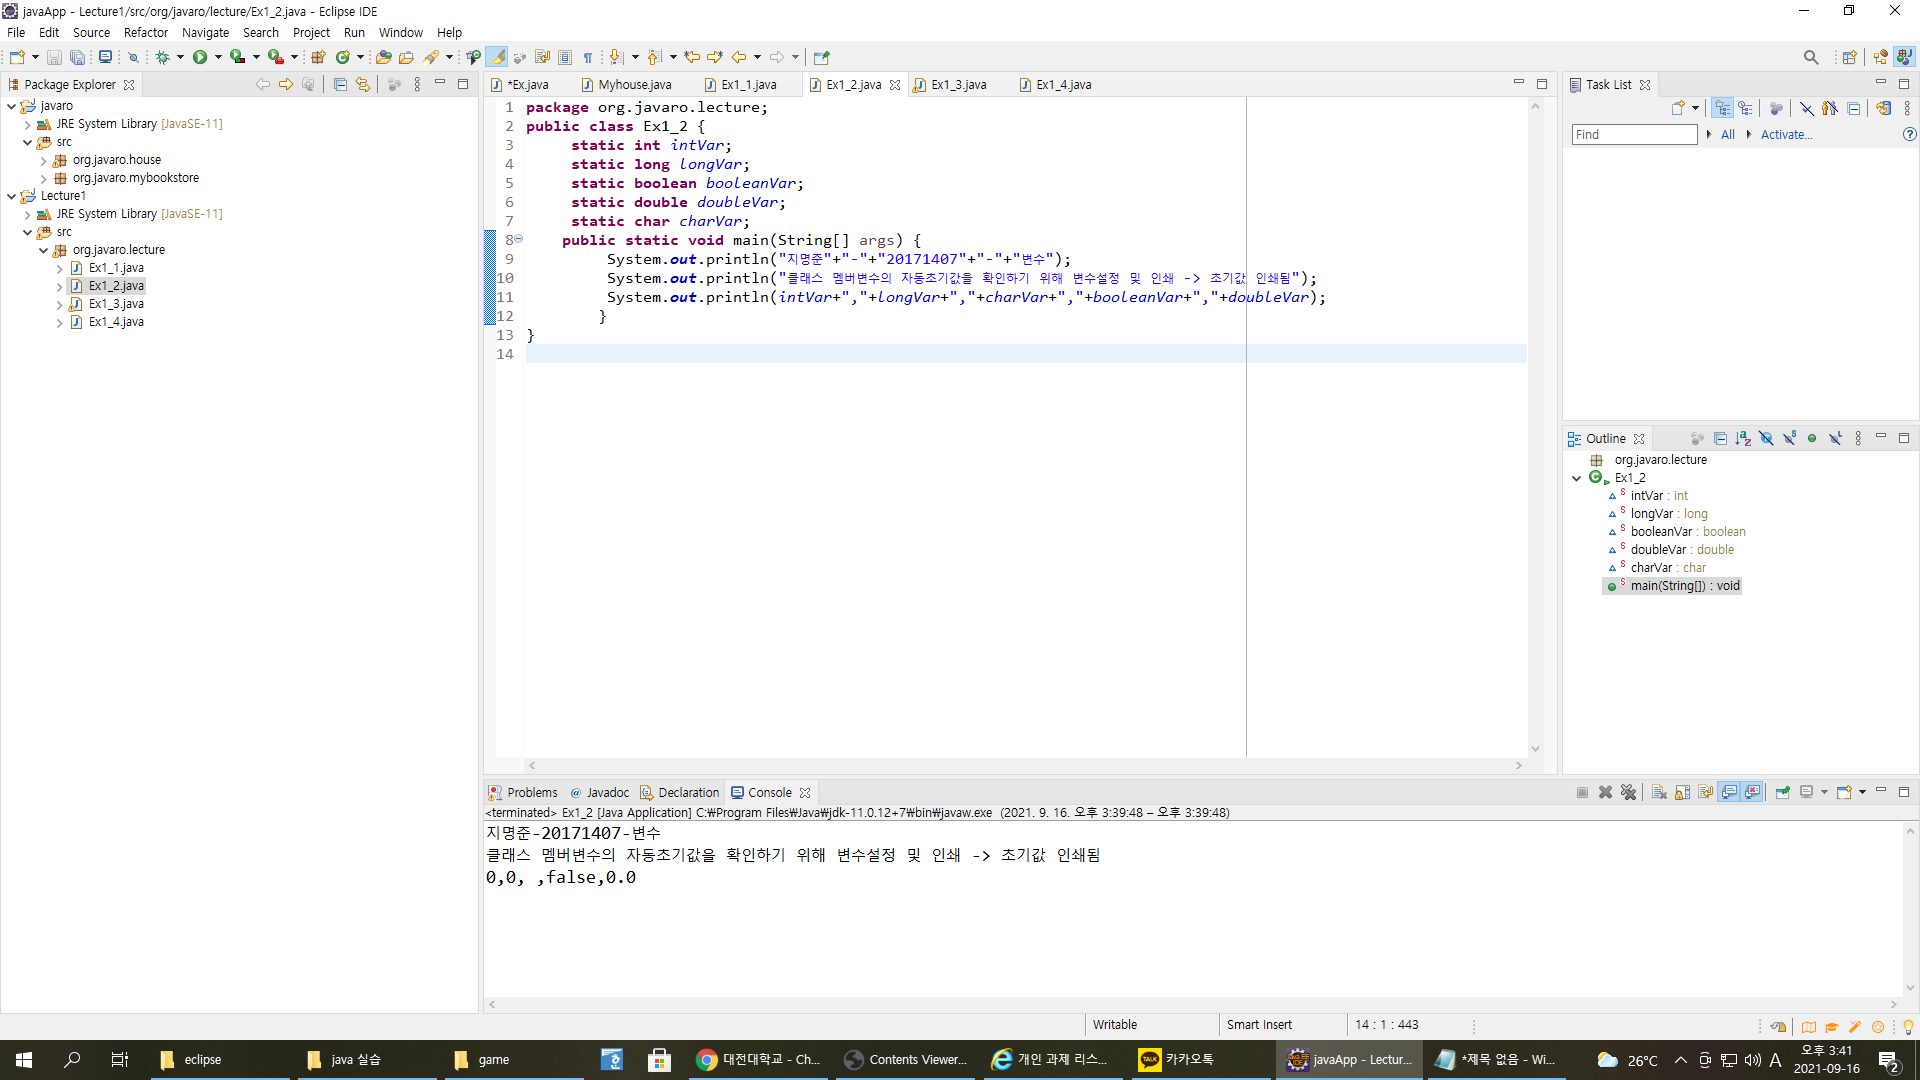 javaApp - Lecture1/src/org/javaro/lecture/Ex1_2.java - Eclipse IDE
File Edit Source Refactor Navigate Search Project Run Window Help
Package Explorer
javaro
JRE System Library [JavaSE-11]
src
org.javaro.house
org.javaro.mybookstore
Lecture1
JRE System Library [JavaSE-11]
src
org.javaro.lecture
Ex1_1.java
Ex1_2.java
Ex1_3.java
Ex1_4.java
*Ex.java Myhouse.java Ex1_1.java Ex1_2.java Ex1_3.java Ex1_4.java
1 package org.javaro.lecture;
2 public class Ex1_2 {
3 static int intVar;
4 static long longVar;
5 static boolean booleanVar;
6 static double doubleVar;
7 static char charVar;
8 public static void main(String[] args) {
9 System.out.println("지명준"+"-"+"20171407"+"-"+"변수");
10 System.out.println("클래스 멤버변수의 자동초기값을 확인하기 위해 변수설정 및 인쇄 -> 초기값 인쇄됨");
11 System.out.println(intVar+","+longVar+","+charVar+","+booleanVar+","+doubleVar);
12 }
13 }
14
Task List
Find All Activate...
Outline
org.javaro.lecture
Ex1_2
intVar : int
longVar : long
booleanVar : boolean
doubleVar : double
charVar : char
main(String[]) : void
Problems @ Javadoc Declaration Console
<terminated> Ex1_2 [Java Application] C:₩Program Files₩Java₩jdk-11.0.12+7₩bin₩javaw.exe (2021. 9. 16. 오후 3:39:48 – 오후 3:39:48)
지명준-20171407-변수
클래스 멤버변수의 자동초기값을 확인하기 위해 변수설정 및 인쇄 -> 초기값 인쇄됨
0,0, ,false,0.0
Writable Smart Insert 14 : 1 : 443
eclipse java 실습 game 대전대학교 - Ch... Contents Viewer... 개인 과제 리스... 카카오톡 javaApp - Lectur... *제목 없음 - Wi... 26°C A 오후 3:41
2021-09-16 2